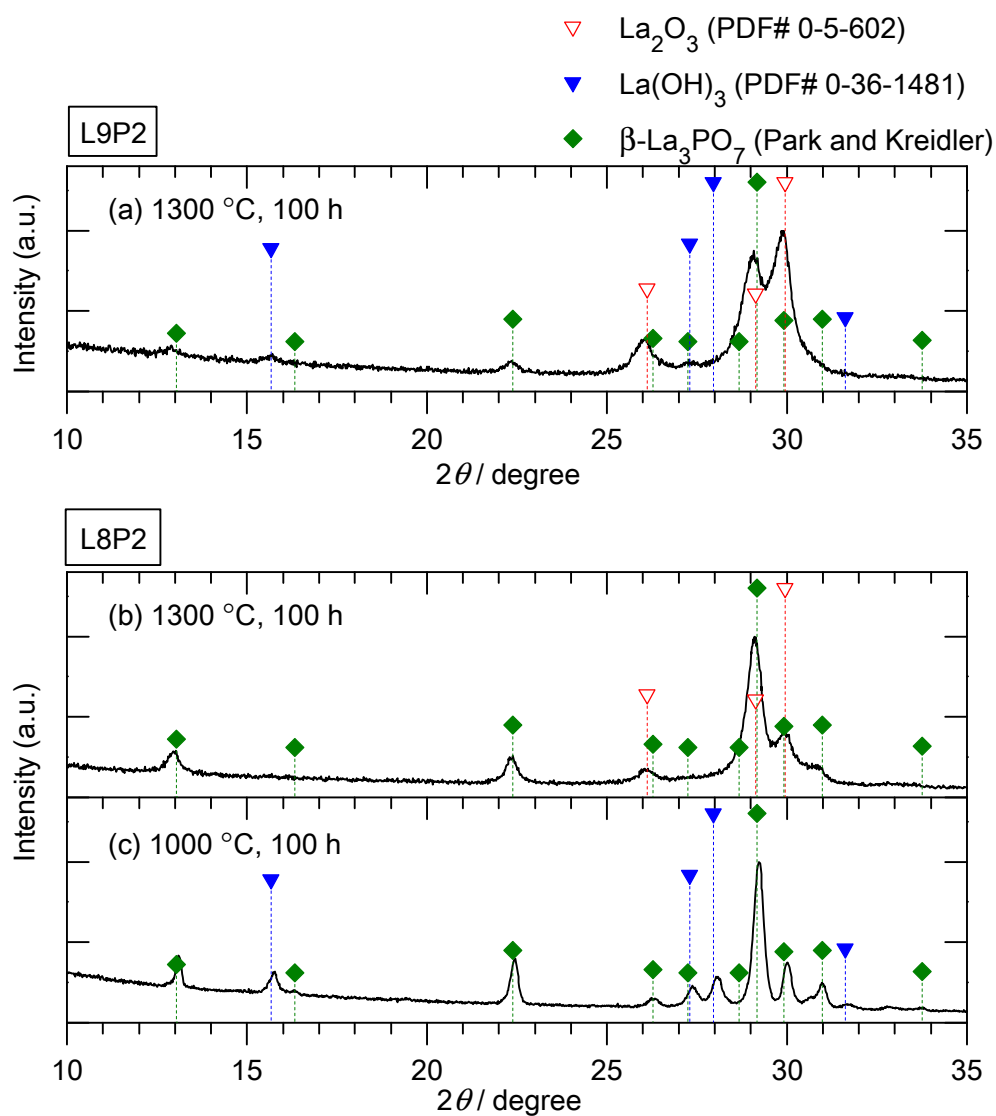 La2O3 (PDF# 0-5-602)
La(OH)3 (PDF# 0-36-1481)
β-La3PO7 (Park and Kreidler)
L9P2
(a) 1300 °C, 100 h
Intensity (a.u.)
10 15 20 25 30 35
2θ / degree
L8P2
(b) 1300 °C, 100 h
Intensity (a.u.)
(c) 1000 °C, 100 h
10 15 20 25 30 35
2θ / degree